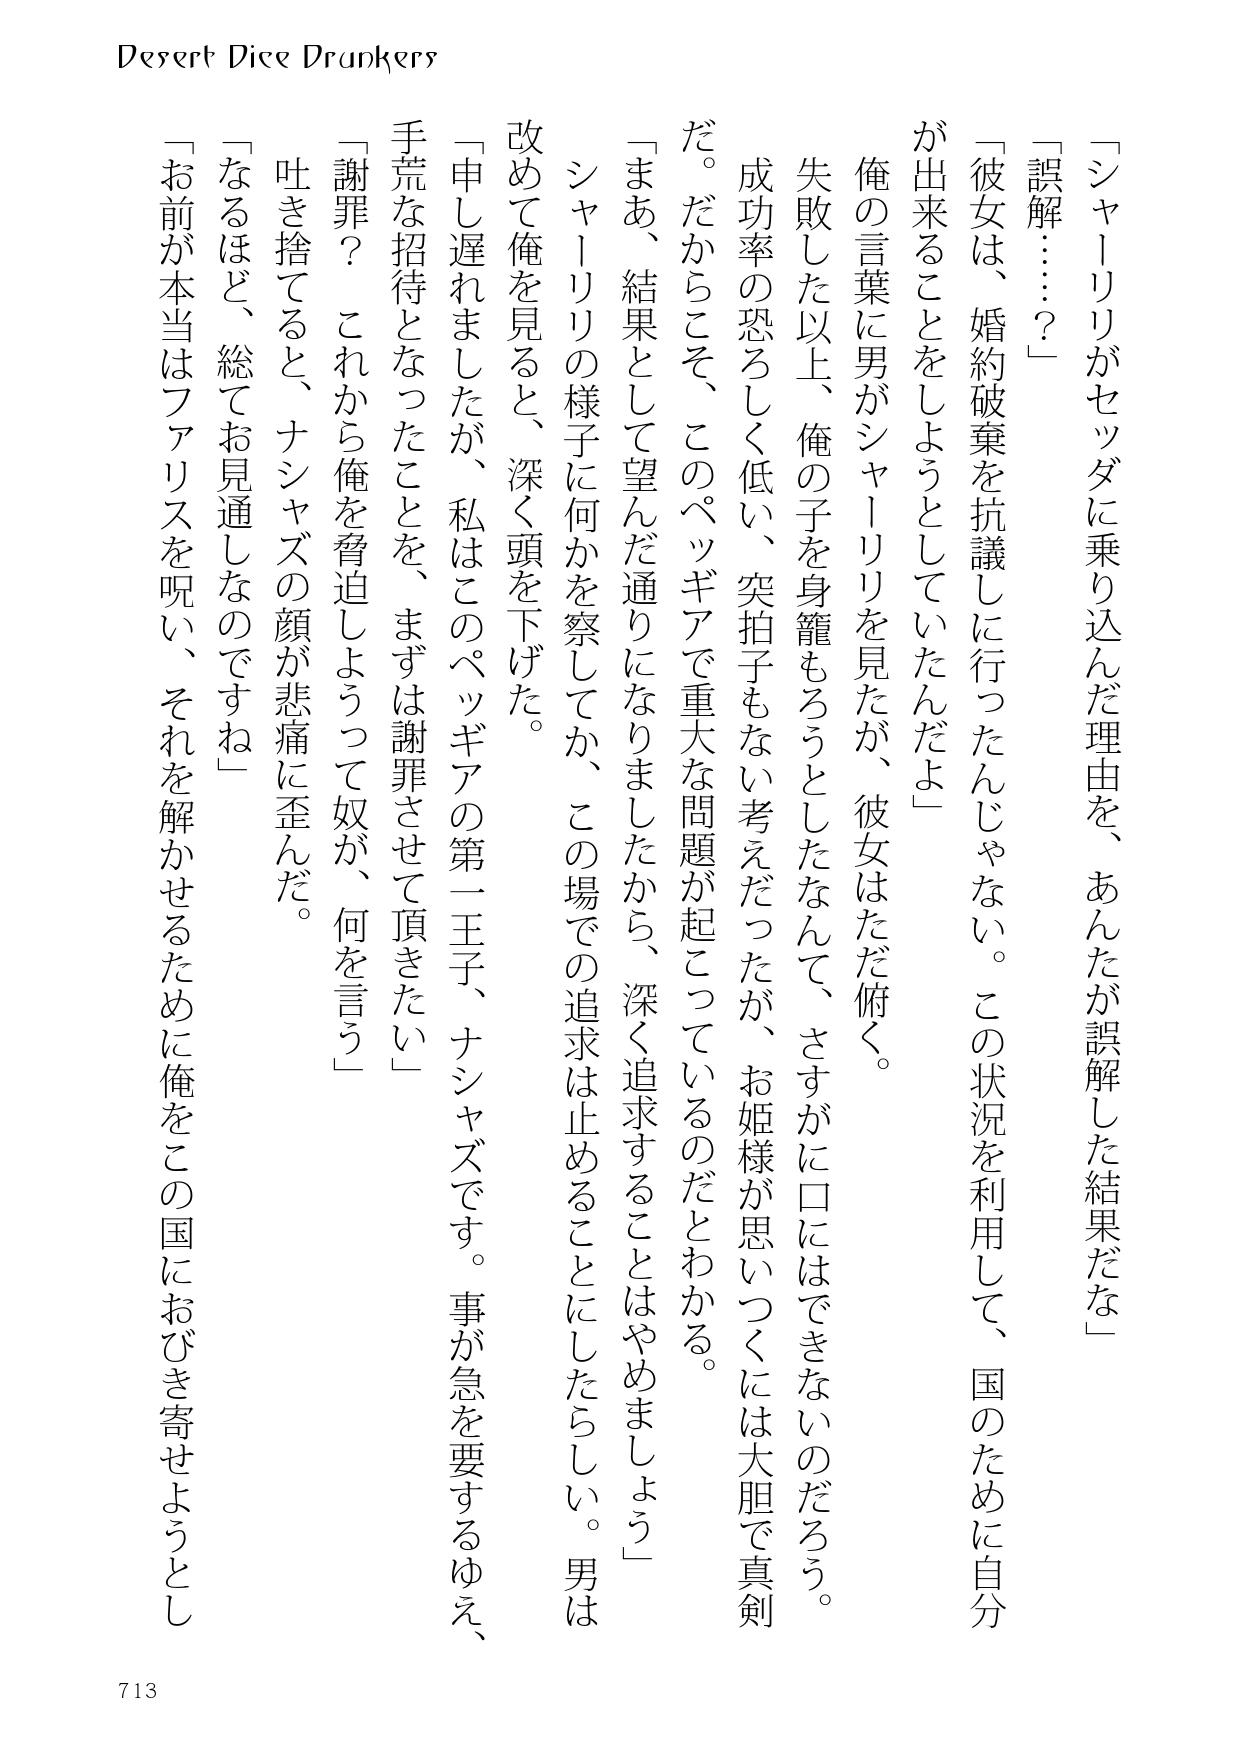 Desert Dice Drunkers
「シャーリリがセッダに乗り込んだ理由を、あんたが誤解した結果だな」
「誤解……？」
「彼女は、婚約破棄を抗議しに行ったんじゃない。この状況を利用して、国のために自分
が出来ることをしようとしていたんだよ」
俺の言葉に男がシャーリリを見たが、彼女はただ俯く。
失敗した以上、俺の子を身籠もろうとしたなんて、さすがに口にはできないのだろう。
成功率の恐ろしく低い、突拍子もない考えだったが、お姫様が思いつくには大胆で真剣
だ。だからこそ、このペッギアで重大な問題が起こっているのだとわかる。
「まあ、結果として望んだ通りになりましたから、深く追求することはやめましょう」
シャーリリの様子に何かを察してか、この場での追求は止めることにしたらしい。男は
改めて俺を見ると、深く頭を下げた。
「申し遅れましたが、私はこのペッギアの第一王子、ナシャズです。事が急を要するゆえ、
手荒な招待となったことを、まずは謝罪させて頂きたい」
「謝罪？　これから俺を脅迫しようって奴が、何を言う」
吐き捨てると、ナシャズの顔が悲痛に歪んだ。
「なるほど、総てお見通しなのですね」
「お前が本当はファリスを呪い、それを解かせるために俺をこの国におびき寄せようとし
713